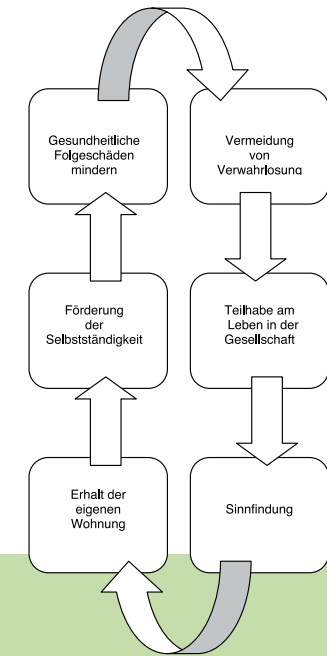 Gesundheitliche
Folgeschäden
mindern
Vermeidung
von
Verwahrlosung
Förderung
der
Selbstständigkeit
Teilhabe am
Leben in der
Gesellschaft
Erhalt der
eigenen
Wohnung
Sinnfindung